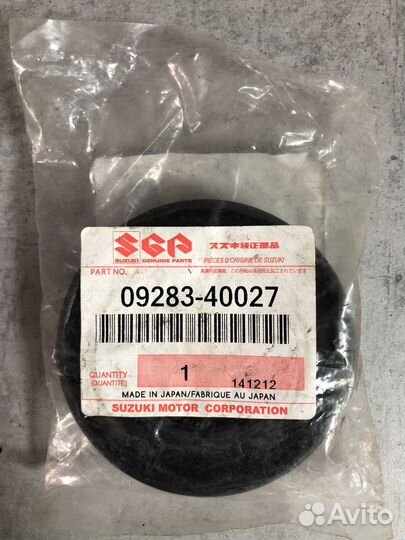 SGP スズキ純正部品
SUZUKI GENUINE PARTS PIÈCES D'ORIGINE DE SUZUKI
PART NO.
09283-40027
QUANTITY 1 141212
(QUANTITE)
MADE IN JAPAN/FABRIQUE AU JAPAN
SUZUKI MOTOR CORPORATION
Avito